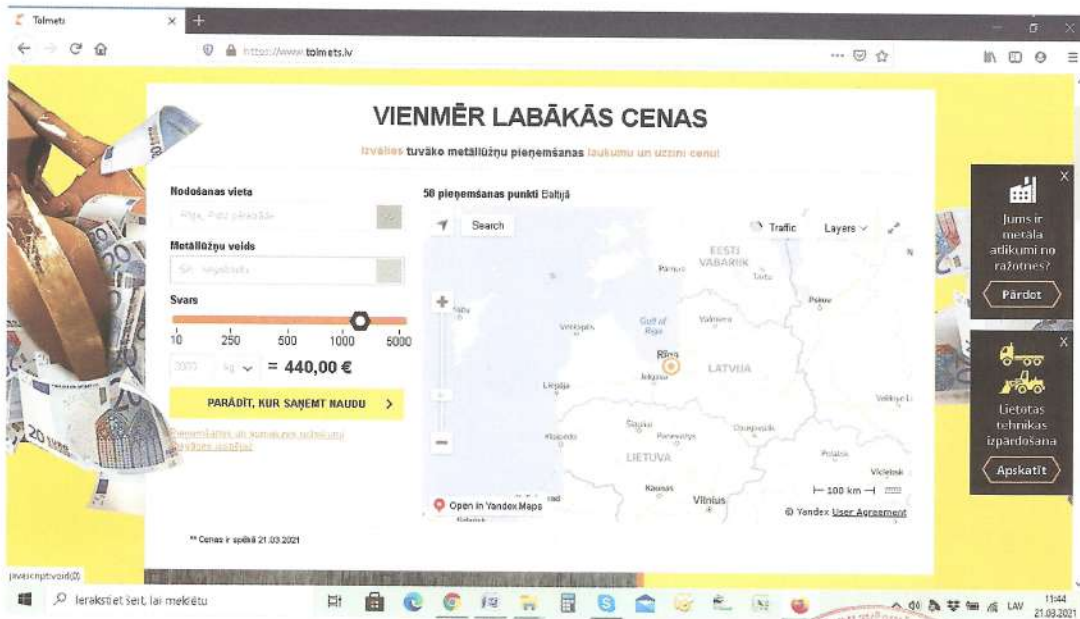 Tolmets
https://www.tolmets.lv
VIENMĒR LABĀKĀS CENAS
Izvēlies tuvāko metāllūžņu pieņemšanas laukumu un uzzini cenu!
Nodošanas vieta
Metāllūžņu veids
Svars
10 250 500 1000 5000
kg = 440,00 €
PARĀDĪT, KUR SAŅEMT NAUDU >
** Cenas ir spēkā 21.03.2021
50 pieņemšanas punkti Baltijā
Search
Traffic
Layers
EESTI
VABARIIK
Pärnu
Tartu
Pskov
Ventspils
Gulf of
Riga
Valmiera
Rīga
LATVIJA
Jelgava
Liepāja
Šiauliai
Klaipėda
Panevėžys
Daugavpils
LIETUVA
Polatsk
Kaunas
Vilnius
100 km
Open in Yandex Maps
© Yandex User Agreement
X
Jums ir
metāla
atlikumi no
ražotnes?
Pārdot
X
Lietotas
tehnikas
izpārdošana
Apskatīt
javascript:void(0)
Ierakstiet šeit, lai meklētu
LAV
11:44
21.03.2021